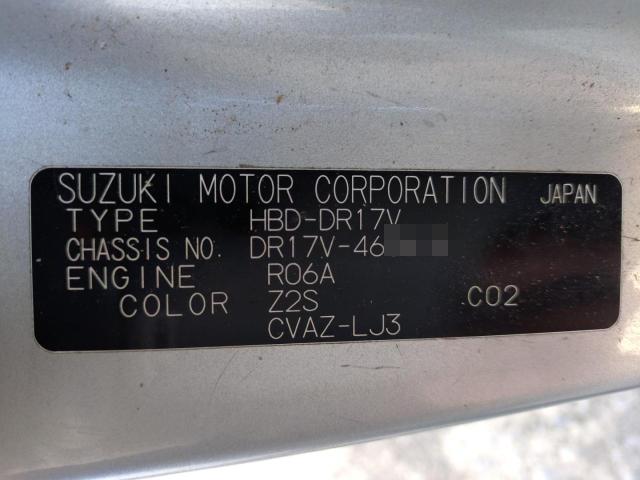 SUZUKI MOTOR CORPORATION JAPAN
TYPE HBD-DR17V
CHASSIS NO. DR17V-46
ENGINE R06A
COLOR Z2S C02
CVAZ-LJ3